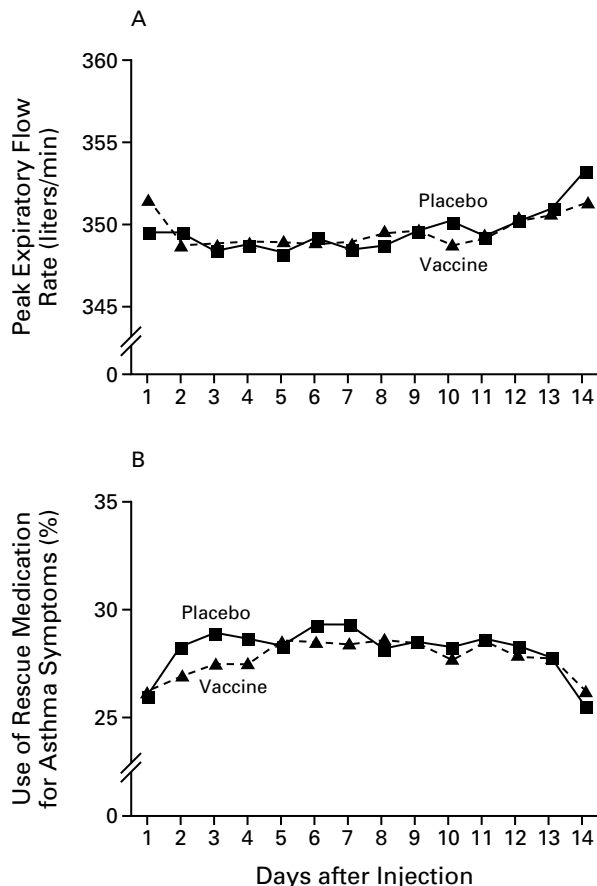 A
Peak Expiratory Flow
Rate (liters/min)
360
355
350
345
0
Placebo
Vaccine
1 2 3 4 5 6 7 8 9 10 11 12 13 14
B
Use of Rescue Medication
for Asthma Symptoms (%)
35
30
25
0
Placebo
Vaccine
1 2 3 4 5 6 7 8 9 10 11 12 13 14
Days after Injection